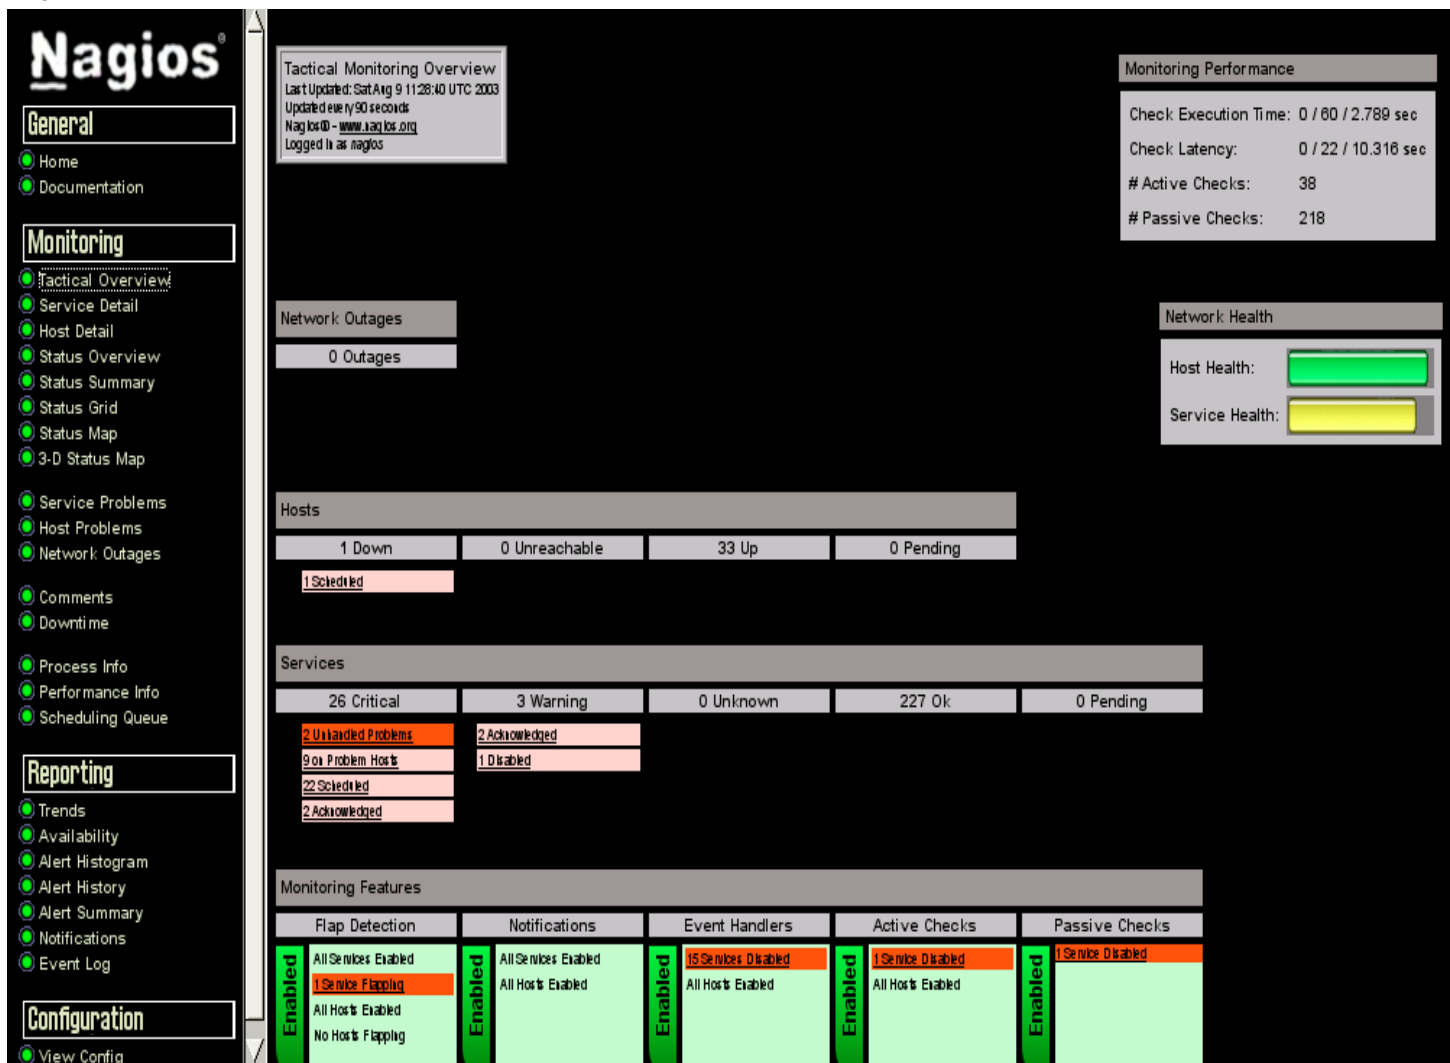 Nagios®
General
Home
Documentation
Monitoring
Tactical Overview
Service Detail
Host Detail
Status Overview
Status Summary
Status Grid
Status Map
3-D Status Map
Service Problems
Host Problems
Network Outages
Comments
Downtime
Process Info
Performance Info
Scheduling Queue
Reporting
Trends
Availability
Alert Histogram
Alert History
Alert Summary
Notifications
Event Log
Configuration
View Config
Tactical Monitoring Overview
Last Updated: Sat Aug 9 11:28:40 UTC 2003
Updated every 90 seconds
Nagios® - www.nagios.org
Logged in as nagios
Monitoring Performance
Check Execution Time: 0 / 60 / 2.789 sec
Check Latency: 0 / 22 / 10.316 sec
# Active Checks: 38
# Passive Checks: 218
Network Outages
0 Outages
Network Health
Host Health:
Service Health:
Hosts
1 Down 0 Unreachable 33 Up 0 Pending
1 Scheduled
Services
26 Critical 3 Warning 0 Unknown 227 Ok 0 Pending
2 Unhandled Problems 2 Acknowledged
9 on Problem Hosts 1 Disabled
22 Scheduled
2 Acknowledged
Monitoring Features
Flap Detection Notifications Event Handlers Active Checks Passive Checks
Enabled
All Services Enabled
1 Service Flapping
All Hosts Enabled
No Hosts Flapping
Enabled
All Services Enabled
All Hosts Enabled
Enabled
15 Services Disabled
All Hosts Enabled
Enabled
1 Service Disabled
All Hosts Enabled
Enabled
1 Service Disabled